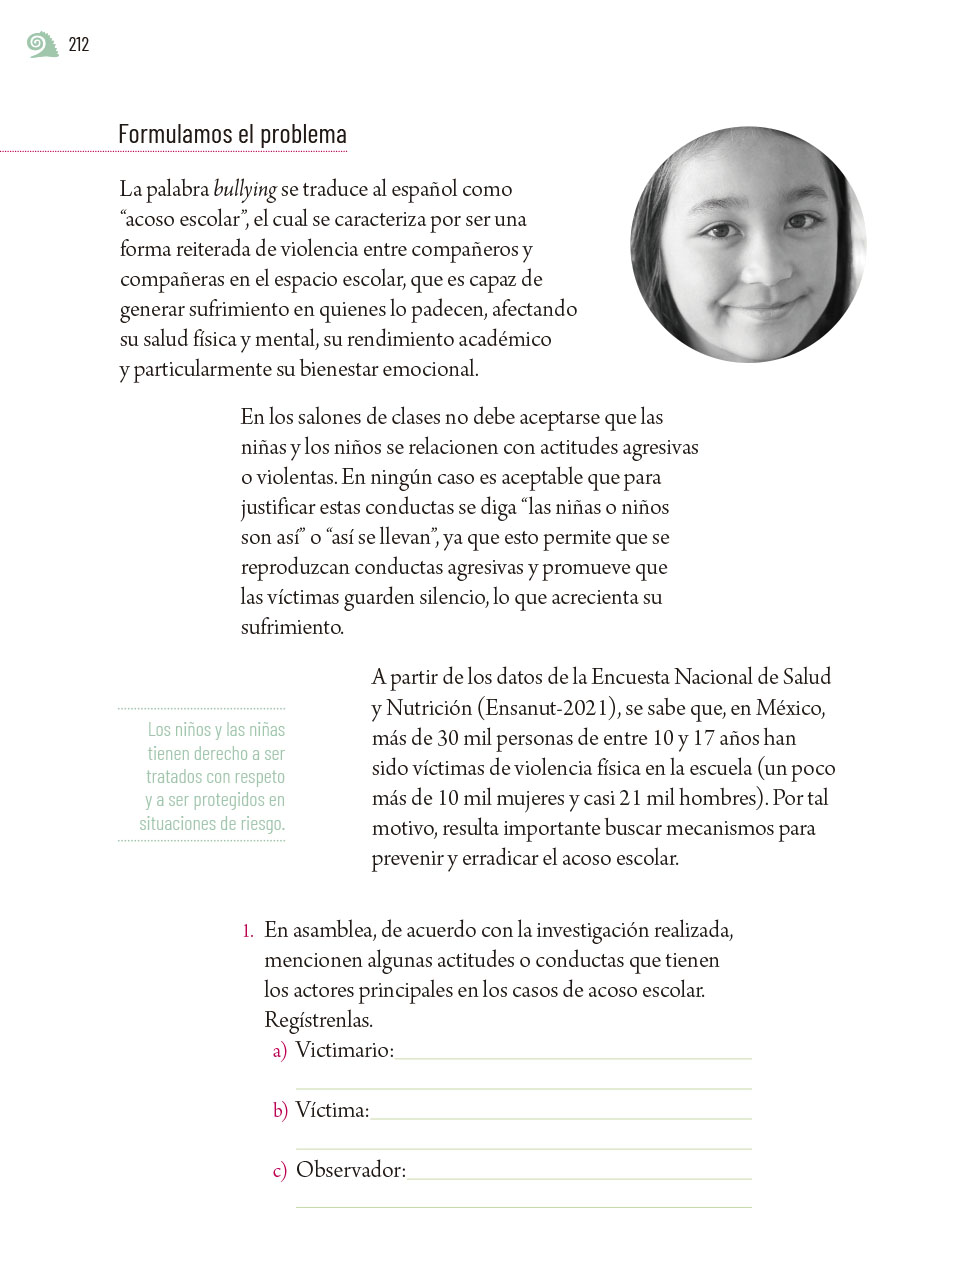 212
Formulamos el problema
La palabra bullying se traduce al español como
“acoso escolar”, el cual se caracteriza por ser una
forma reiterada de violencia entre compañeros y
compañeras en el espacio escolar, que es capaz de
generar sufrimiento en quienes lo padecen, afectando
su salud física y mental, su rendimiento académico
y particularmente su bienestar emocional.
En los salones de clases no debe aceptarse que las
niñas y los niños se relacionen con actitudes agresivas
o violentas. En ningún caso es aceptable que para
justificar estas conductas se diga “las niñas o niños
son así” o “así se llevan”, ya que esto permite que se
reproduzcan conductas agresivas y promueve que
las víctimas guarden silencio, lo que acrecienta su
sufrimiento.
A partir de los datos de la Encuesta Nacional de Salud
y Nutrición (Ensanut-2021), se sabe que, en México,
más de 30 mil personas de entre 10 y 17 años han
sido víctimas de violencia física en la escuela (un poco
más de 10 mil mujeres y casi 21 mil hombres). Por tal
motivo, resulta importante buscar mecanismos para
prevenir y erradicar el acoso escolar.
Los niños y las niñas
tienen derecho a ser
tratados con respeto
y a ser protegidos en
situaciones de riesgo.
1. En asamblea, de acuerdo con la investigación realizada,
mencionen algunas actitudes o conductas que tienen
los actores principales en los casos de acoso escolar.
Regístrenlas.
a) Victimario:
b) Víctima:
c) Observador: